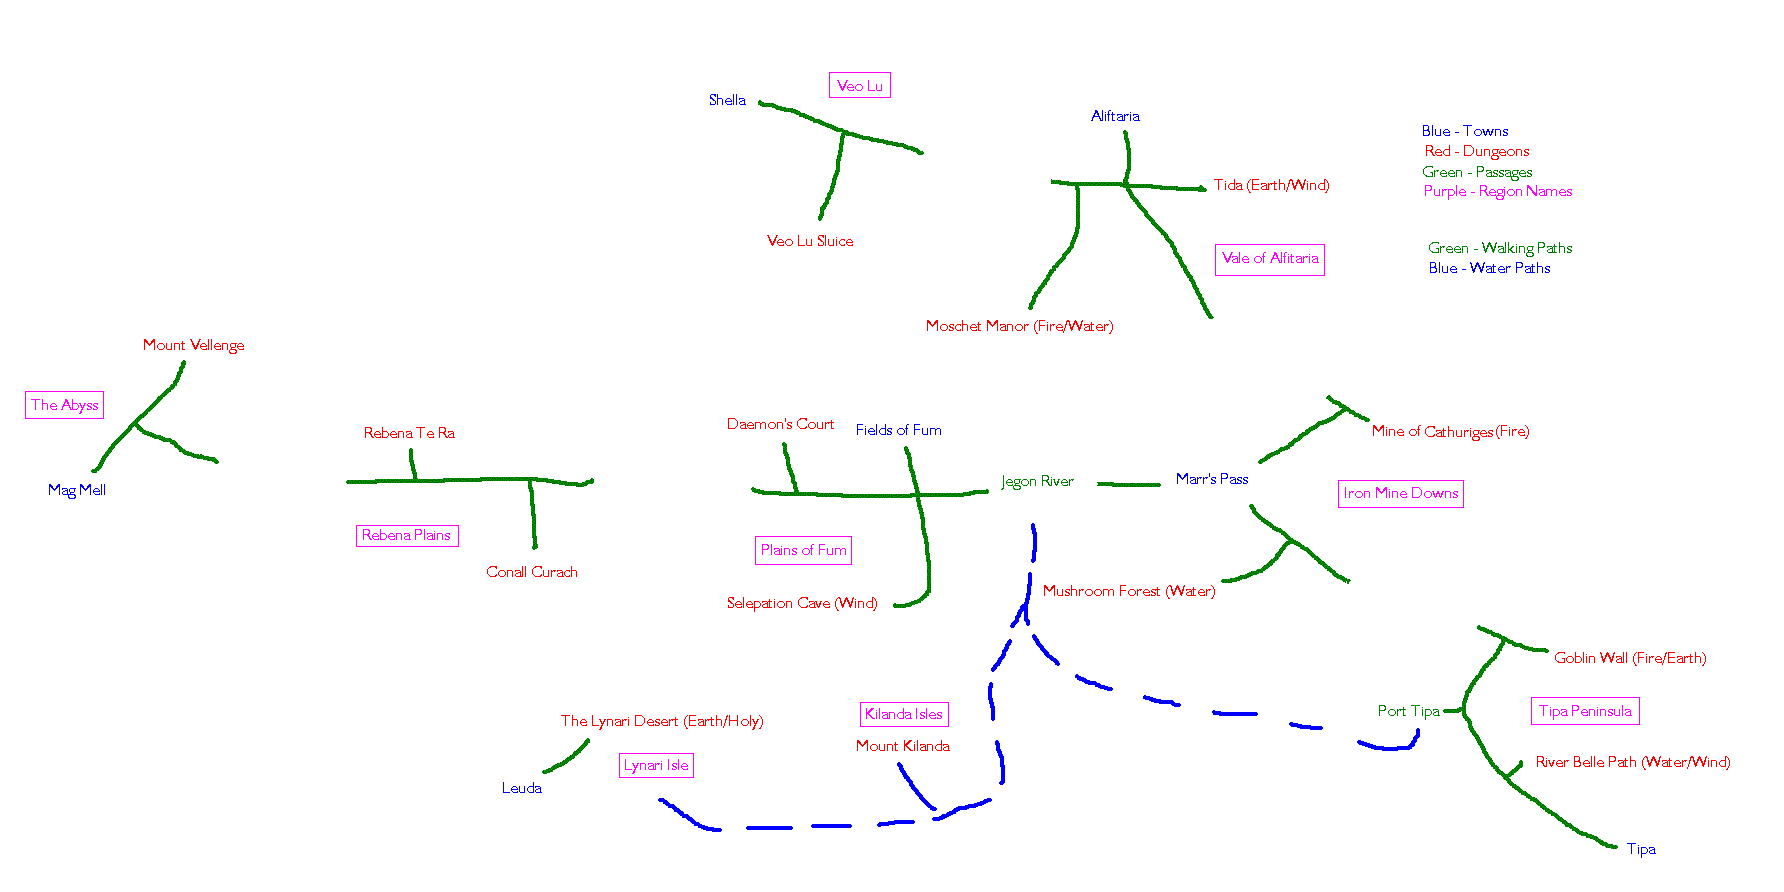 Veo Lu
Shella
Aliftaria
Blue - Towns
Red - Dungeons
Green - Passages
Purple - Region Names
Tida (Earth/Wind)
Veo Lu Sluice
Vale of Alfitaria
Green - Walking Paths
Blue - Water Paths
Moschet Manor (Fire/Water)
Mount Vellenge
The Abyss
Rebena Te Ra
Daemon's Court
Fields of Fum
Mine of Cathuriges (Fire)
Mag Mell
Jegon River
Marr's Pass
Iron Mine Downs
Rebena Plains
Plains of Fum
Conall Curach
Selepation Cave (Wind)
Mushroom Forest (Water)
Goblin Wall (Fire/Earth)
Kilanda Isles
Port Tipa
Tipa Peninsula
The Lynari Desert (Earth/Holy)
Mount Kilanda
Lynari Isle
River Belle Path (Water/Wind)
Leuda
Tipa